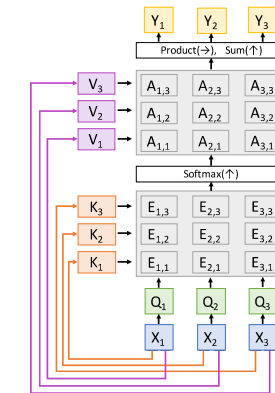 Y1 Y2 Y3
Product(→), Sum(↑)
V3 A1,3 A2,3 A3,3
V2 A1,2 A2,2 A3,2
V1 A1,1 A2,1 A3,1
Softmax(↑)
K3 E1,3 E2,3 E3,3
K2 E1,2 E2,2 E3,2
K1 E1,1 E2,1 E3,1
Q1 Q2 Q3
X1 X2 X3